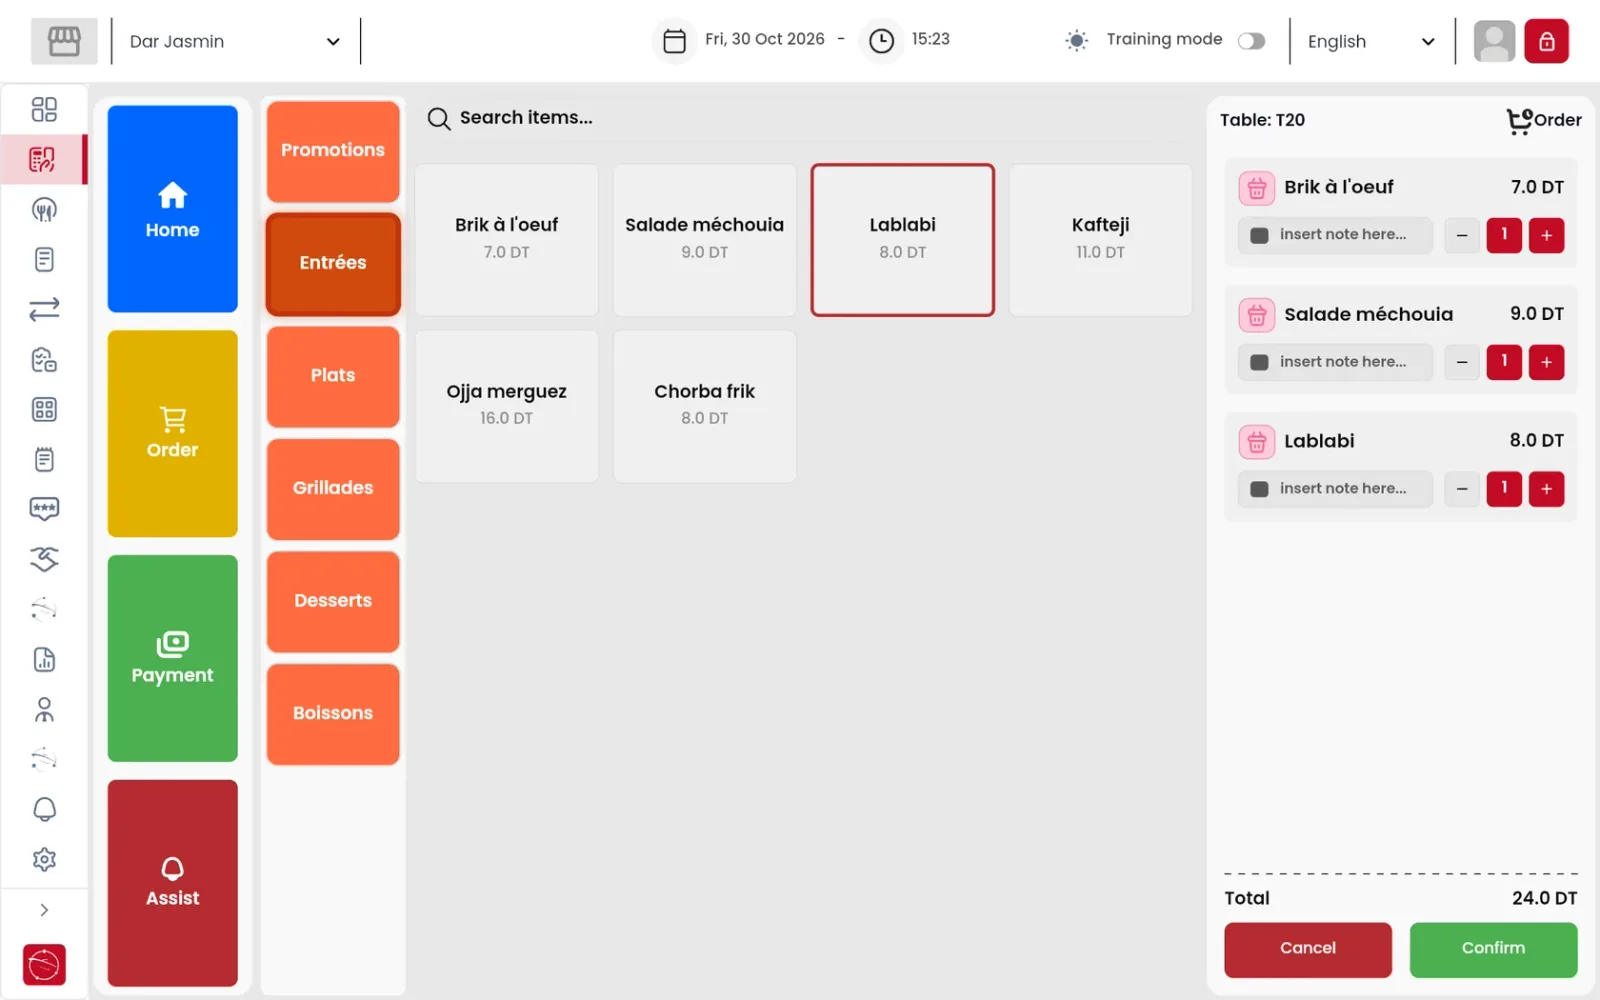 Dar Jasmin
Fri, 30 Oct 2026 - 15:23
Training mode
English
Home
Order
Payment
Assist
Promotions
Entrées
Plats
Grillades
Desserts
Boissons
Search items...
Brik à l'oeuf
7.0 DT
Salade méchouia
9.0 DT
Lablabi
8.0 DT
Kafteji
11.0 DT
Ojja merguez
16.0 DT
Chorba frik
8.0 DT
Table: T20
Order
Brik à l'oeuf 7.0 DT
insert note here... − 1 +
Salade méchouia 9.0 DT
insert note here... − 1 +
Lablabi 8.0 DT
insert note here... − 1 +
Total 24.0 DT
Cancel Confirm